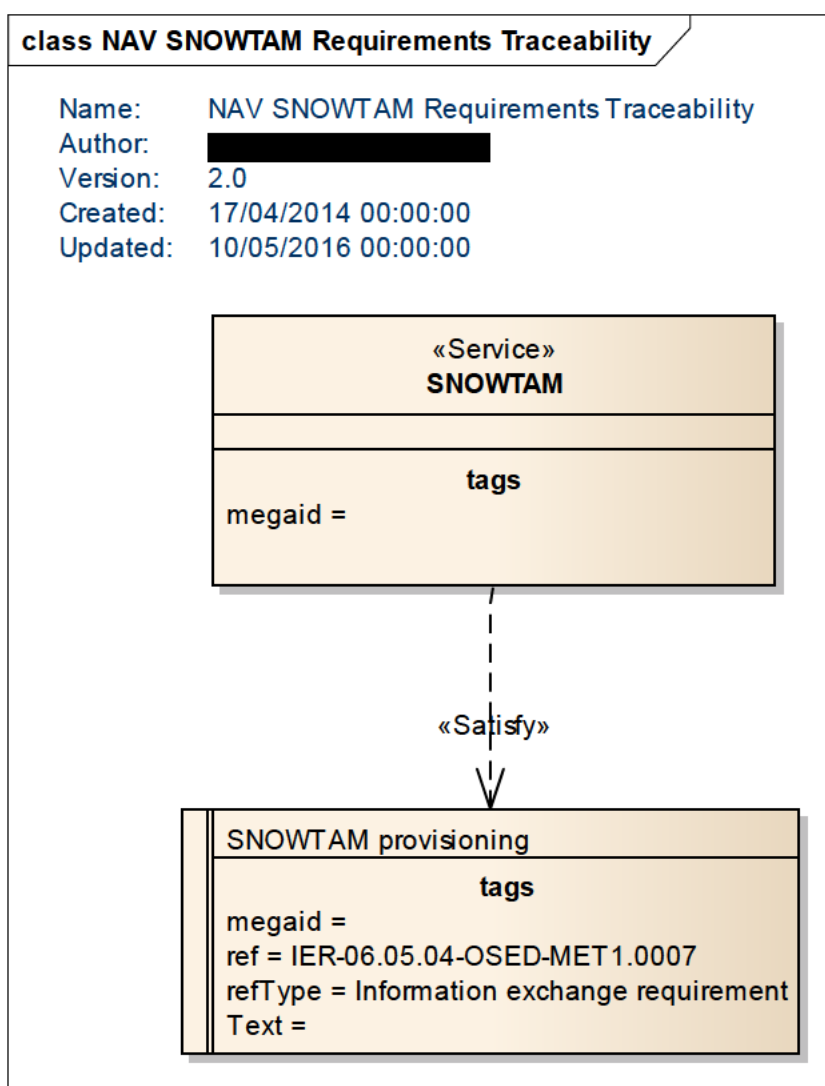 class NAV SNOWTAM Requirements Traceability
Name: NAV SNOWTAM Requirements Traceability
Author:
Version: 2.0
Created: 17/04/2014 00:00:00
Updated: 10/05/2016 00:00:00
«Service»
SNOWTAM
tags
megaid =
«Satisfy»
SNOWTAM provisioning
tags
megaid =
ref = IER-06.05.04-OSED-MET1.0007
refType = Information exchange requirement
Text =